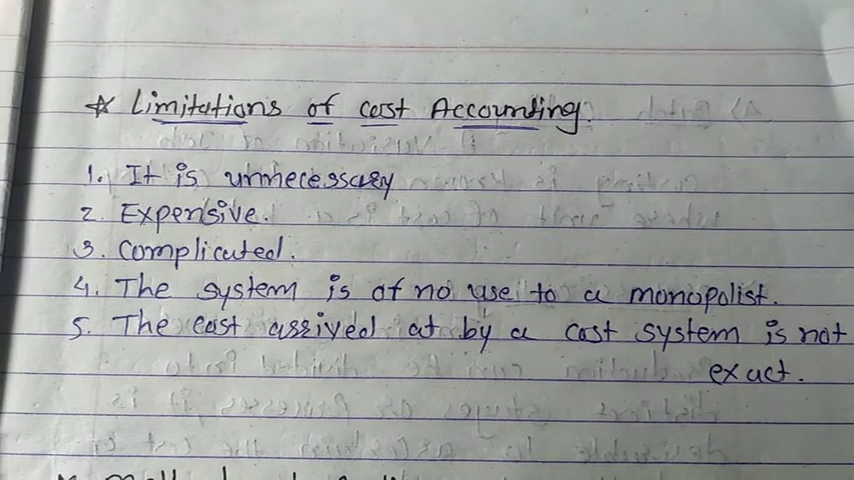 * Limitations of cost Accounting.
1. It is unnecessary
2. Expensive.
3. Complicated.
4. The system is of no use to a monopolist.
5. The cost arrived at by a cost system is not
exact.